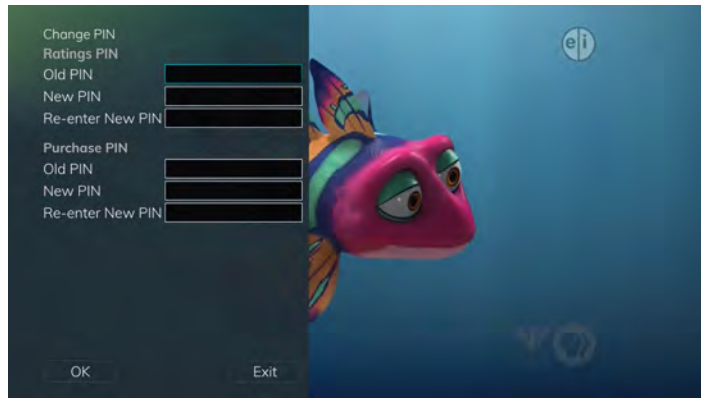 Change PIN
Ratings PIN
Old PIN
New PIN
Re-enter New PIN
Purchase PIN
Old PIN
New PIN
Re-enter New PIN
OK
Exit
e|i